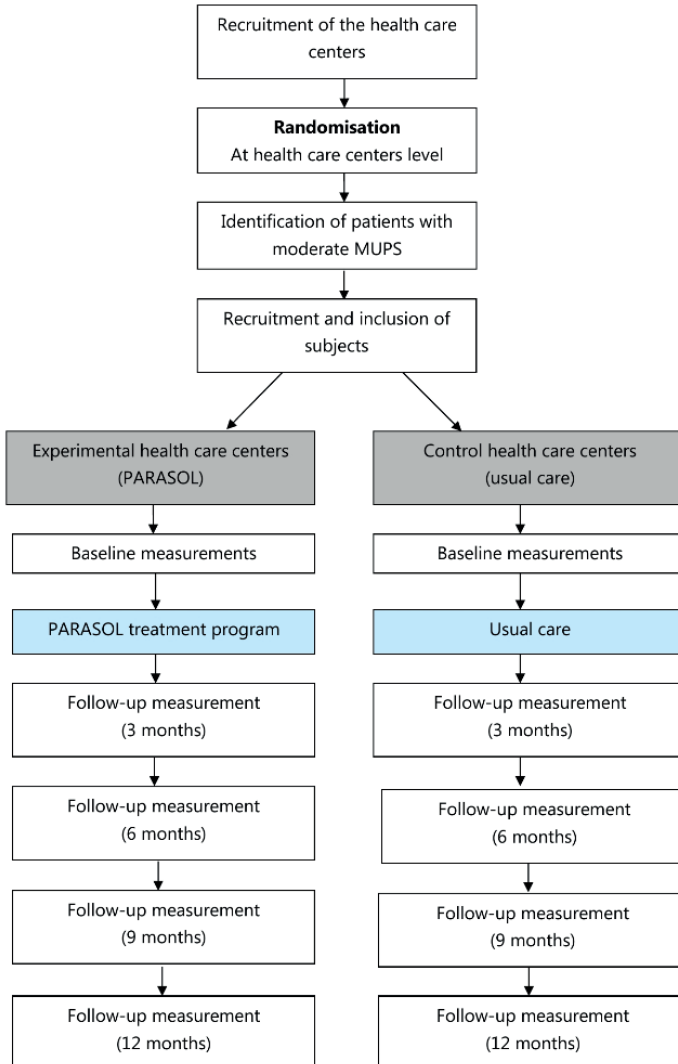 Recruitment of the health care
centers
Randomisation
At health care centers level
Identification of patients with
moderate MUPS
Recruitment and inclusion of
subjects
Experimental health care centers
(PARASOL)
Control health care centers
(usual care)
Baseline measurements
Baseline measurements
PARASOL treatment program
Usual care
Follow-up measurement
(3 months)
Follow-up measurement
(3 months)
Follow-up measurement
(6 months)
Follow-up measurement
(6 months)
Follow-up measurement
(9 months)
Follow-up measurement
(9 months)
Follow-up measurement
(12 months)
Follow-up measurement
(12 months)